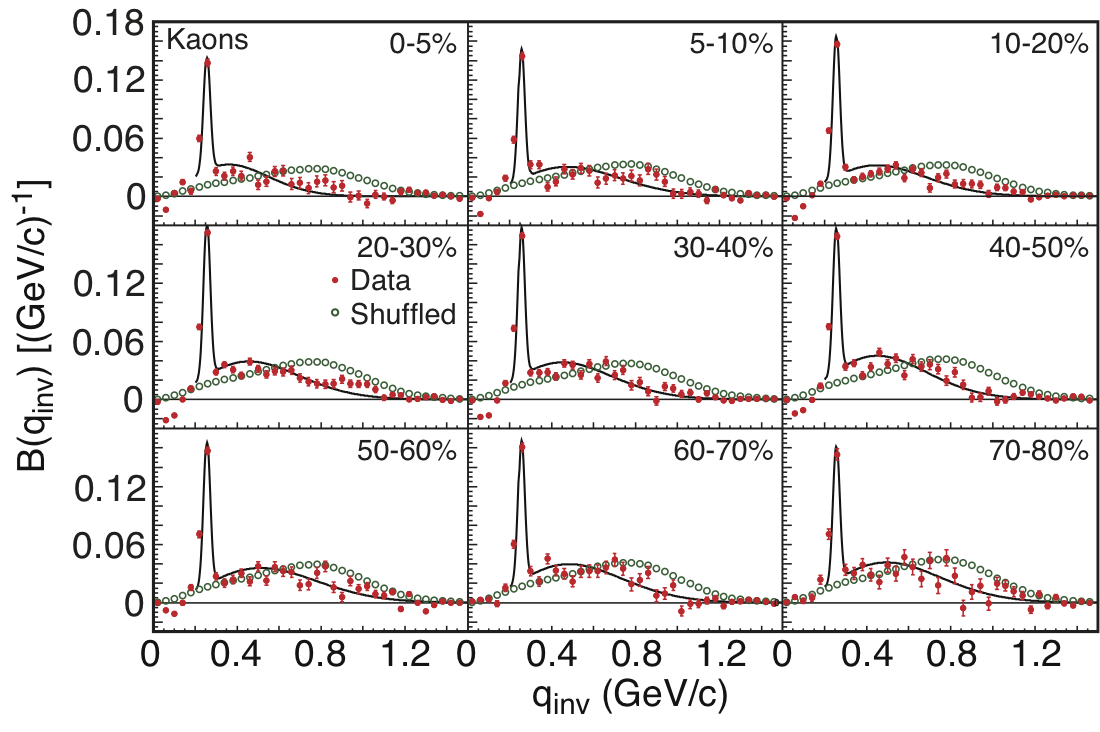 0.18
Kaons 0-5% 5-10% 10-20%
0.12
0.06
0
20-30% 30-40% 40-50%
0.12
Data
Shuffled
0.06
0
50-60% 60-70% 70-80%
0.12
0.06
0
0 0.4 0.8 1.2 0 0.4 0.8 1.2 0 0.4 0.8 1.2
q_inv (GeV/c)
B(q_inv) [(GeV/c)^-1]